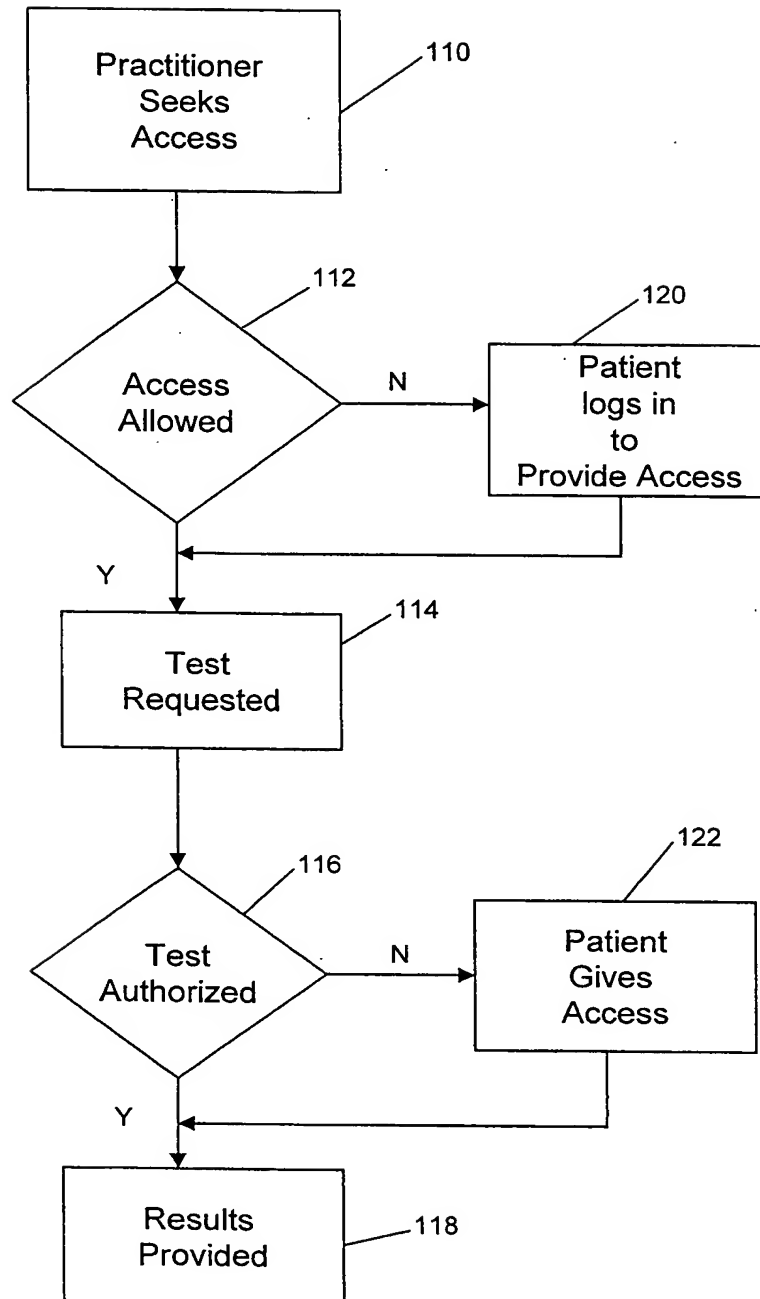 Practitioner
Seeks
Access
110
112
Access
Allowed
N
120
Patient
logs in
to
Provide Access
Y
114
Test
Requested
116
Test
Authorized
N
122
Patient
Gives
Access
Y
Results
Provided
118